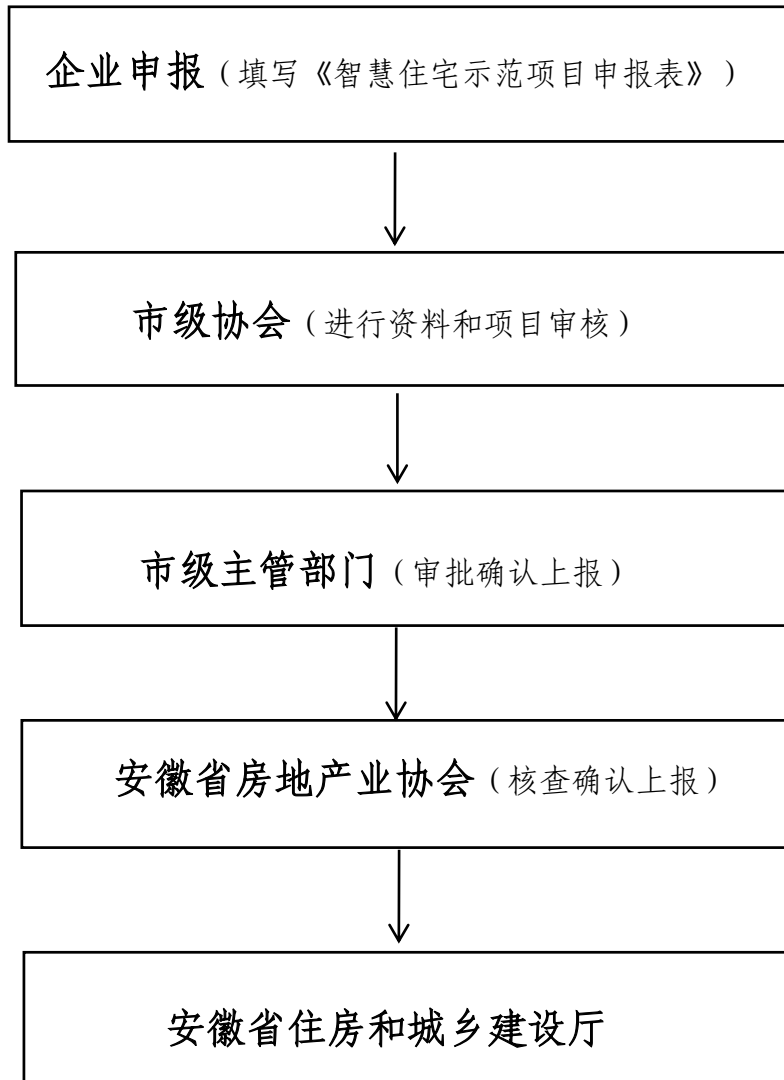 企业申报（填写《智慧住宅示范项目申报表》）
市级协会（进行资料和项目审核）
市级主管部门（审批确认上报）
安徽省房地产业协会（核查确认上报）
安徽省住房和城乡建设厅